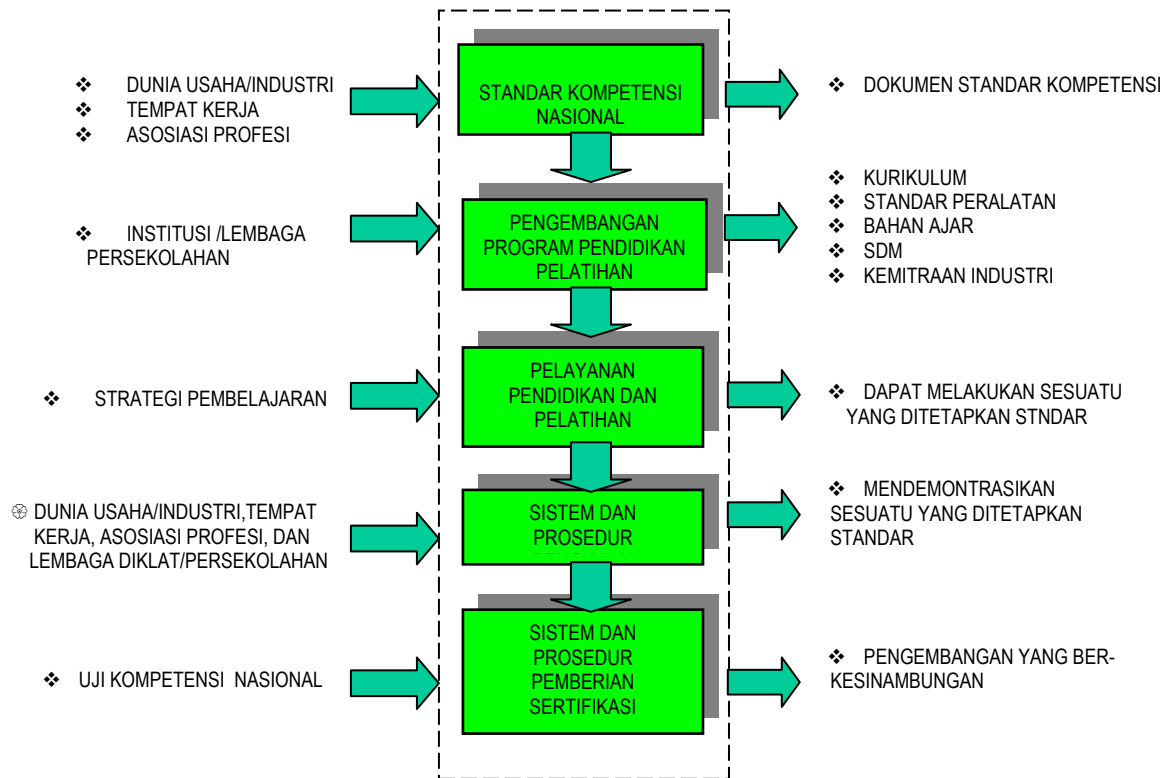 ❖ DUNIA USAHA/INDUSTRI
❖ TEMPAT KERJA
❖ ASOSIASI PROFESI
STANDAR KOMPETENSI
NASIONAL
❖ DOKUMEN STANDAR KOMPETENSI
❖ INSTITUSI /LEMBAGA
PERSEKOLAHAN
PENGEMBANGAN
PROGRAM PENDIDIKAN
PELATIHAN
❖ KURIKULUM
❖ STANDAR PERALATAN
❖ BAHAN AJAR
❖ SDM
❖ KEMITRAAN INDUSTRI
❖ STRATEGI PEMBELAJARAN
PELAYANAN
PENDIDIKAN DAN
PELATIHAN
❖ DAPAT MELAKUKAN SESUATU
YANG DITETAPKAN STNDAR
DUNIA USAHA/INDUSTRI,TEMPAT
KERJA, ASOSIASI PROFESI, DAN
LEMBAGA DIKLAT/PERSEKOLAHAN
SISTEM DAN
PROSEDUR
❖ MENDEMONTRASIKAN
SESUATU YANG DITETAPKAN
STANDAR
❖ UJI KOMPETENSI NASIONAL
SISTEM DAN
PROSEDUR
PEMBERIAN
SERTIFIKASI
❖ PENGEMBANGAN YANG BER-
KESINAMBUNGAN